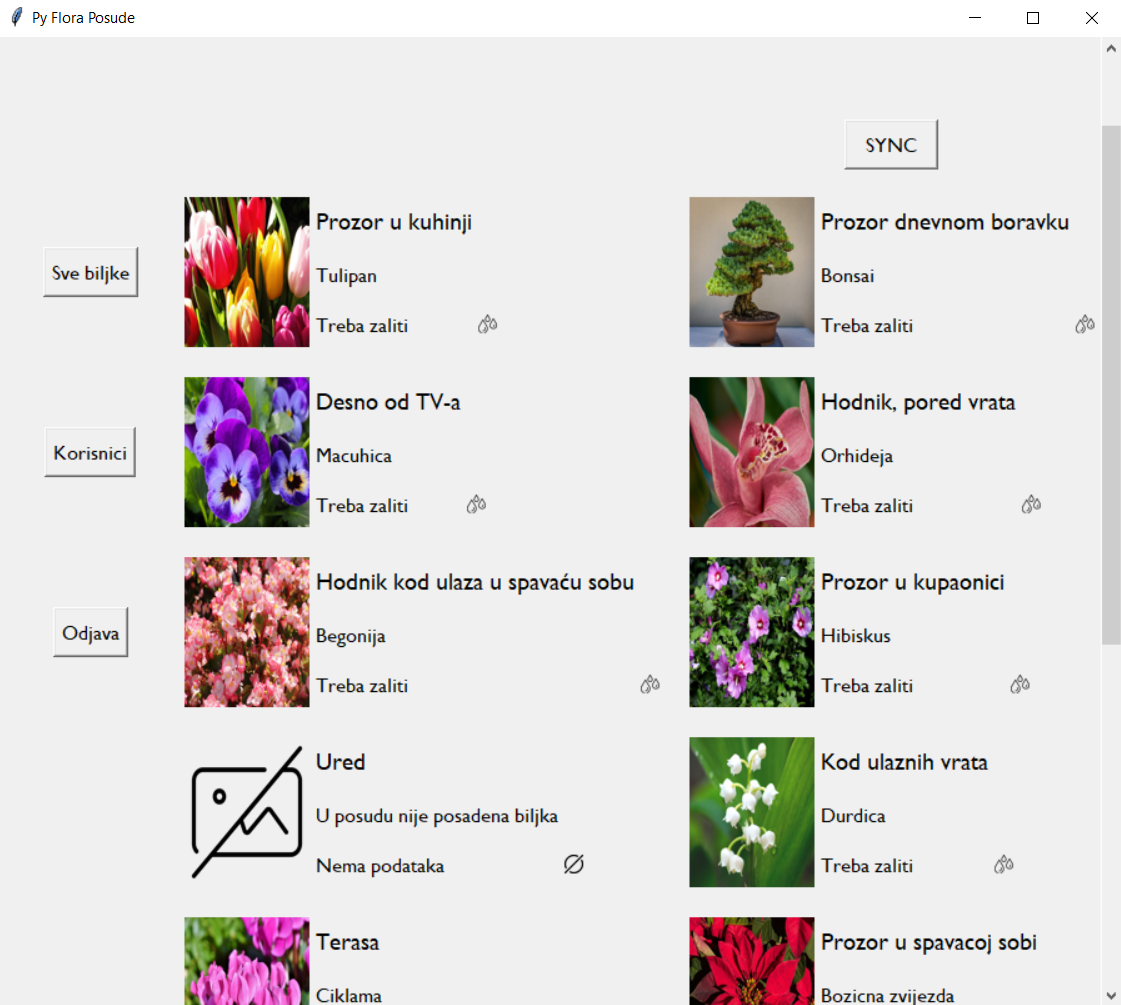 Py Flora Posude
SYNC
Sve biljke
Korisnici
Odjava
Prozor u kuhinji
Tulipan
Treba zaliti
Prozor dnevnom boravku
Bonsai
Treba zaliti
Desno od TV-a
Macuhica
Treba zaliti
Hodnik, pored vrata
Orhideja
Treba zaliti
Hodnik kod ulaza u spavaću sobu
Begonija
Treba zaliti
Prozor u kupaonici
Hibiskus
Treba zaliti
Ured
U posudu nije posadena biljka
Nema podataka
Kod ulaznih vrata
Durdica
Treba zaliti
Terasa
Ciklama
Prozor u spavacoj sobi
Bozicna zvijezda